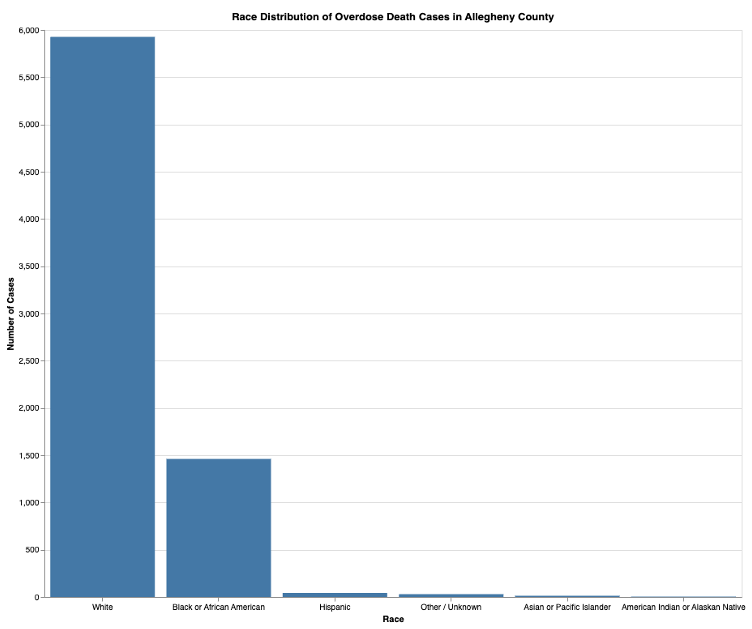 Race Distribution of Overdose Death Cases in Allegheny County
6,000
5,500
5,000
4,500
4,000
3,500
3,000
2,500
2,000
1,500
1,000
500
0
Number of Cases
White
Black or African American
Hispanic
Other / Unknown
Asian or Pacific Islander
American Indian or Alaskan Native
Race